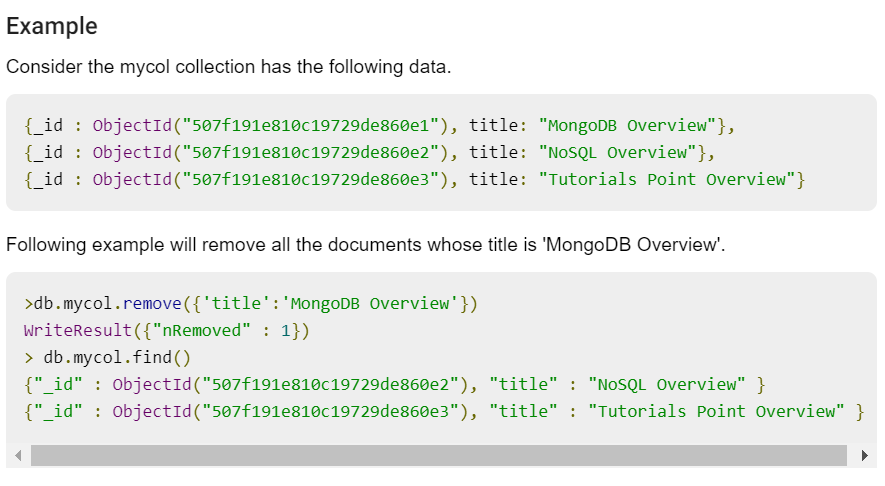 Example
Consider the mycol collection has the following data.
{_id : ObjectId("507f191e810c19729de860e1"), title: "MongoDB Overview"},
{_id : ObjectId("507f191e810c19729de860e2"), title: "NoSQL Overview"},
{_id : ObjectId("507f191e810c19729de860e3"), title: "Tutorials Point Overview"}
Following example will remove all the documents whose title is 'MongoDB Overview'.
>db.mycol.remove({'title':'MongoDB Overview'})
WriteResult({"nRemoved" : 1})
> db.mycol.find()
{"_id" : ObjectId("507f191e810c19729de860e2"), "title" : "NoSQL Overview" }
{"_id" : ObjectId("507f191e810c19729de860e3"), "title" : "Tutorials Point Overview" }